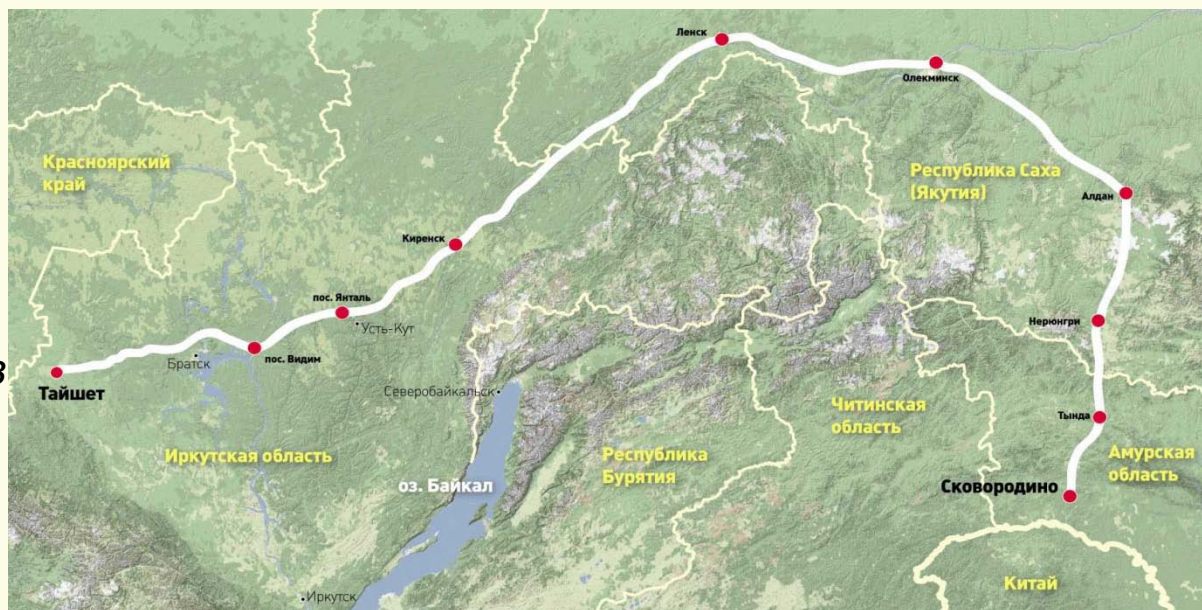 Ленск
Олекминск
Красноярский
край
Республика Саха
(Якутия)
Алдан
Киренск
пос. Янталь
Усть-Кут
Нерюнгри
Братск
пос. Видим
в
Тайшет
Северобайкальск
Читинская
область
Тында
Иркутская область
Республика
Бурятия
Амурская
область
оз. Байкал
Сковородино
Китай
Иркутск